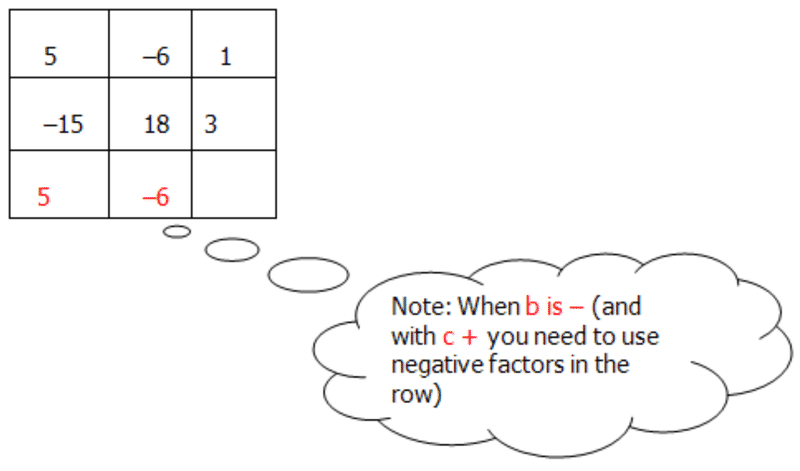 5 –6 1
–15 18 3
5 –6
Note: When b is – (and
with c + you need to use
negative factors in the
row)